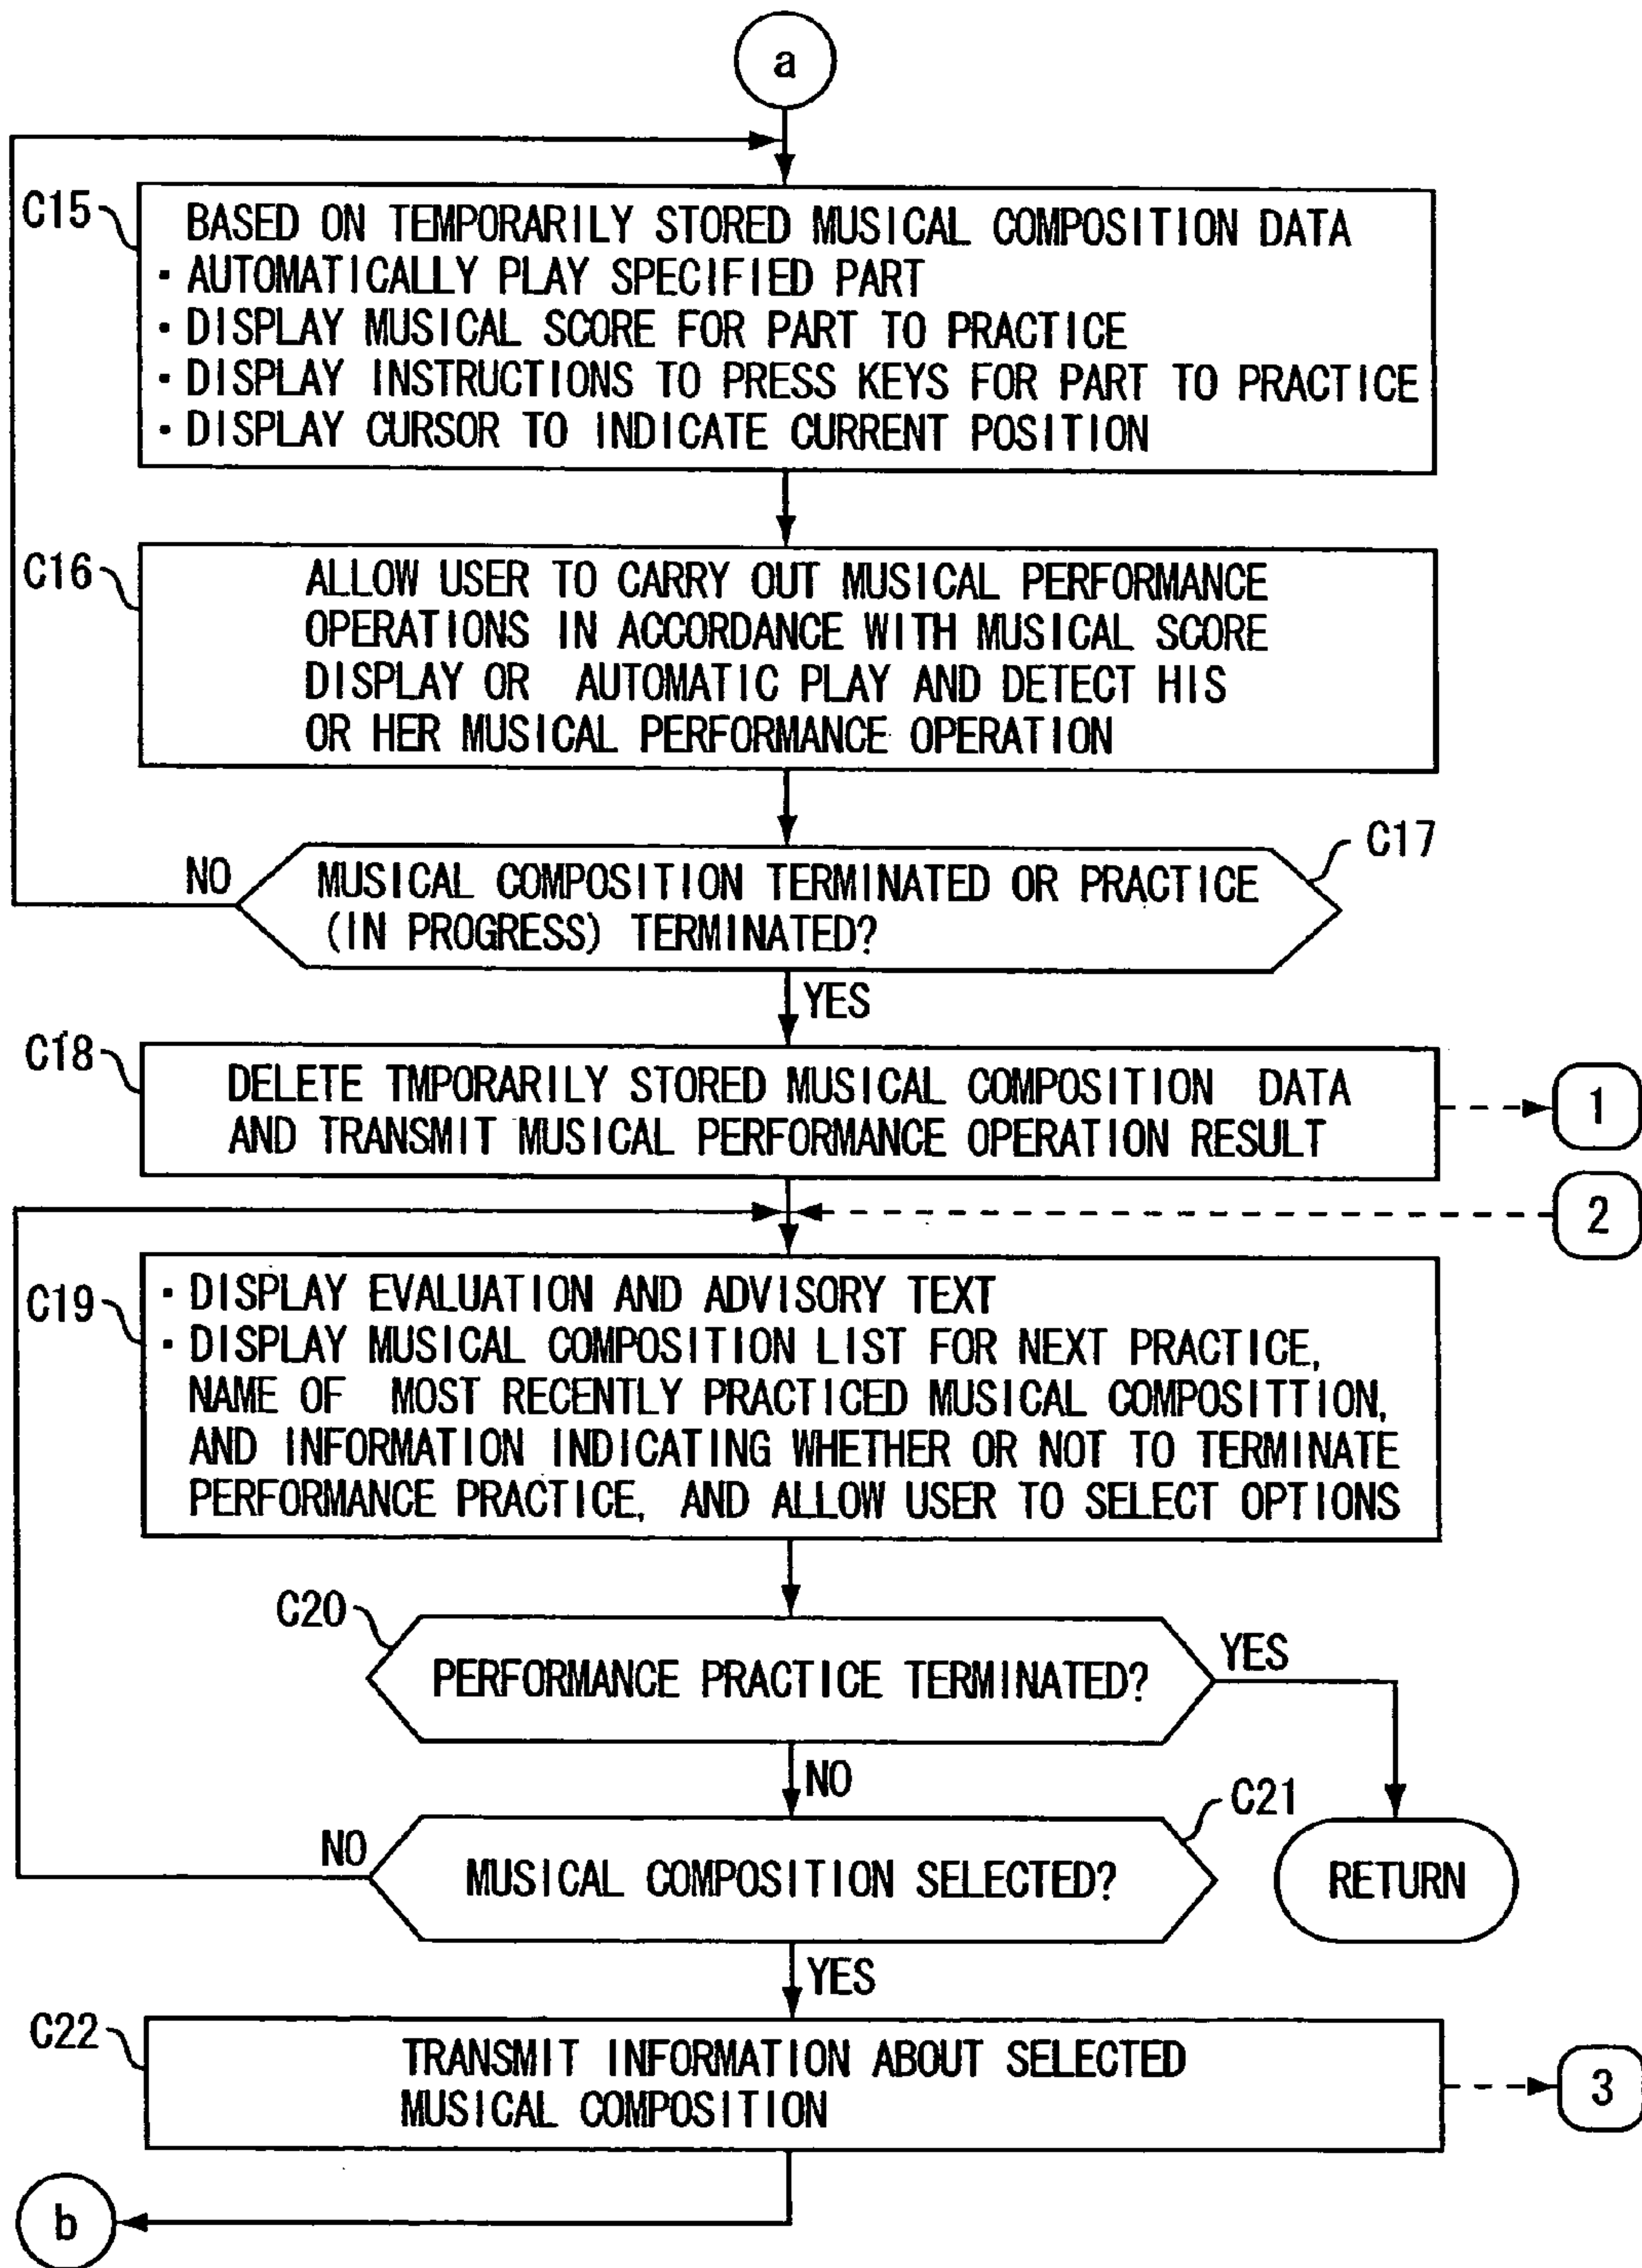 a
C15
BASED ON TEMPORARILY STORED MUSICAL COMPOSITION DATA
· AUTOMATICALLY PLAY SPECIFIED PART
· DISPLAY MUSICAL SCORE FOR PART TO PRACTICE
· DISPLAY INSTRUCTIONS TO PRESS KEYS FOR PART TO PRACTICE
· DISPLAY CURSOR TO INDICATE CURRENT POSITION
C16
ALLOW USER TO CARRY OUT MUSICAL PERFORMANCE
OPERATIONS IN ACCORDANCE WITH MUSICAL SCORE
DISPLAY OR AUTOMATIC PLAY AND DETECT HIS
OR HER MUSICAL PERFORMANCE OPERATION
C17
NO
MUSICAL COMPOSITION TERMINATED OR PRACTICE
(IN PROGRESS) TERMINATED?
YES
C18
DELETE TMPORARILY STORED MUSICAL COMPOSITION DATA
AND TRANSMIT MUSICAL PERFORMANCE OPERATION RESULT
1
2
C19
· DISPLAY EVALUATION AND ADVISORY TEXT
· DISPLAY MUSICAL COMPOSITION LIST FOR NEXT PRACTICE,
NAME OF MOST RECENTLY PRACTICED MUSICAL COMPOSITTION,
AND INFORMATION INDICATING WHETHER OR NOT TO TERMINATE
PERFORMANCE PRACTICE, AND ALLOW USER TO SELECT OPTIONS
C20
PERFORMANCE PRACTICE TERMINATED?
YES
NO
C21
NO
MUSICAL COMPOSITION SELECTED?
RETURN
YES
C22
TRANSMIT INFORMATION ABOUT SELECTED
MUSICAL COMPOSITION
3
b